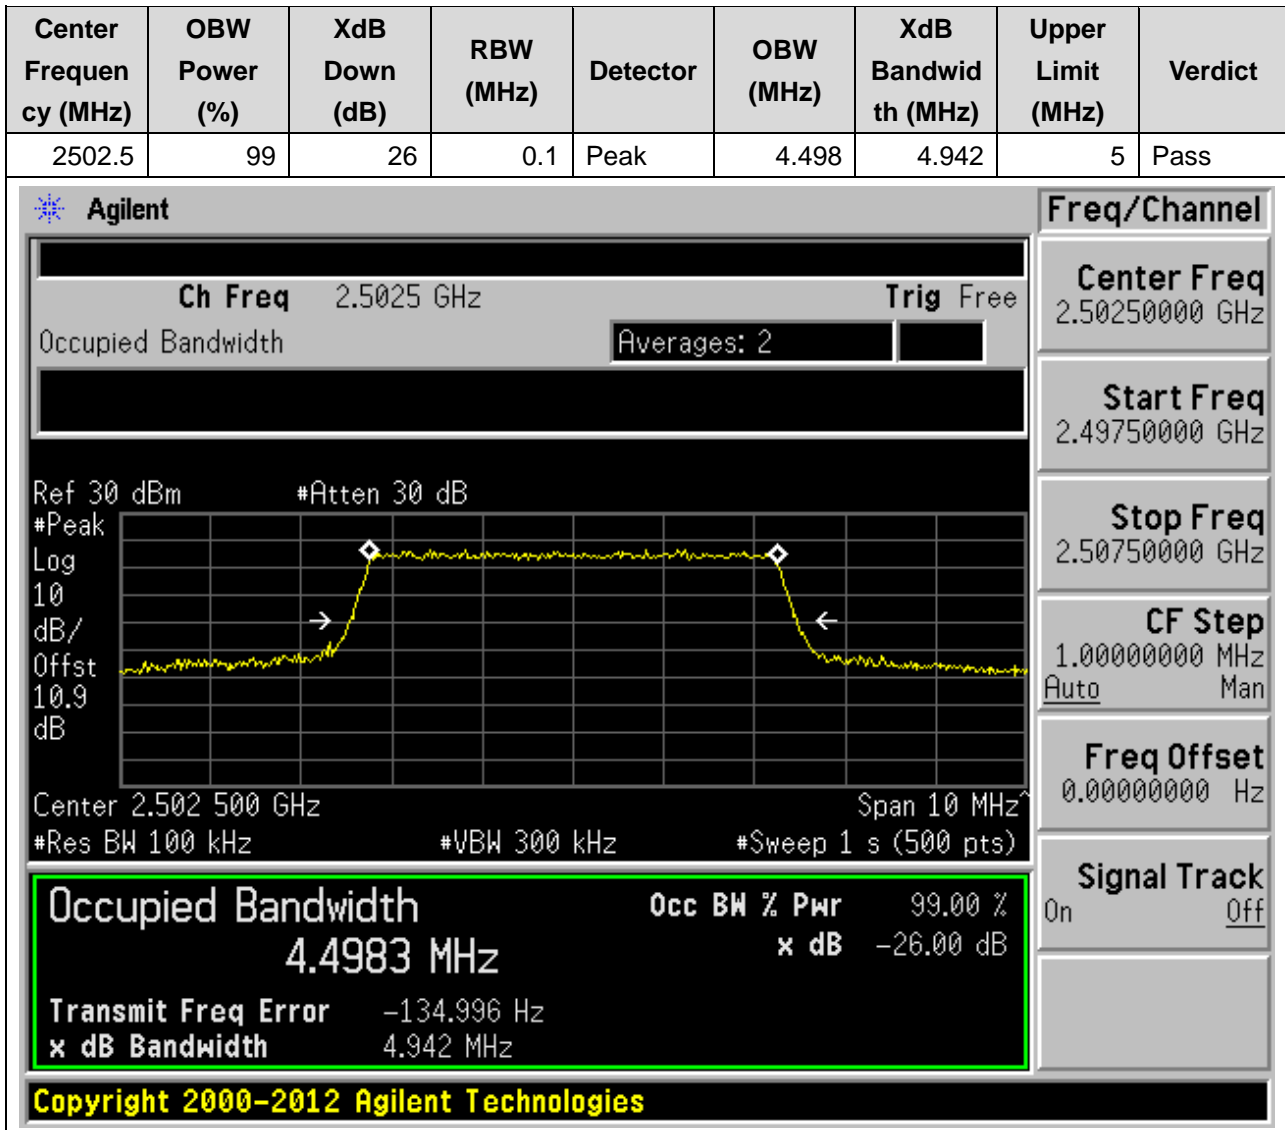 Center Frequen cy (MHz) OBW Power (%) XdB Down (dB) RBW (MHz) Detector OBW (MHz) XdB Bandwid th (MHz) Upper Limit (MHz) Verdict
2502.5 99 26 0.1 Peak 4.498 4.942 5 Pass
Agilent
Freq/Channel
Ch Freq 2.5025 GHz Trig Free
Occupied Bandwidth Averages: 2
Center Freq
2.50250000 GHz
Start Freq
2.49750000 GHz
Stop Freq
2.50750000 GHz
CF Step
1.00000000 MHz
Auto Man
Freq Offset
0.00000000 Hz
Signal Track
On Off
Ref 30 dBm #Atten 30 dB
#Peak
Log
10
dB/
Offst
10.9
dB
Center 2.502 500 GHz Span 10 MHz^
#Res BW 100 kHz #VBW 300 kHz #Sweep 1 s (500 pts)
Occupied Bandwidth Occ BW % Pwr 99.00 %
4.4983 MHz x dB -26.00 dB
Transmit Freq Error -134.996 Hz
x dB Bandwidth 4.942 MHz
Copyright 2000-2012 Agilent Technologies